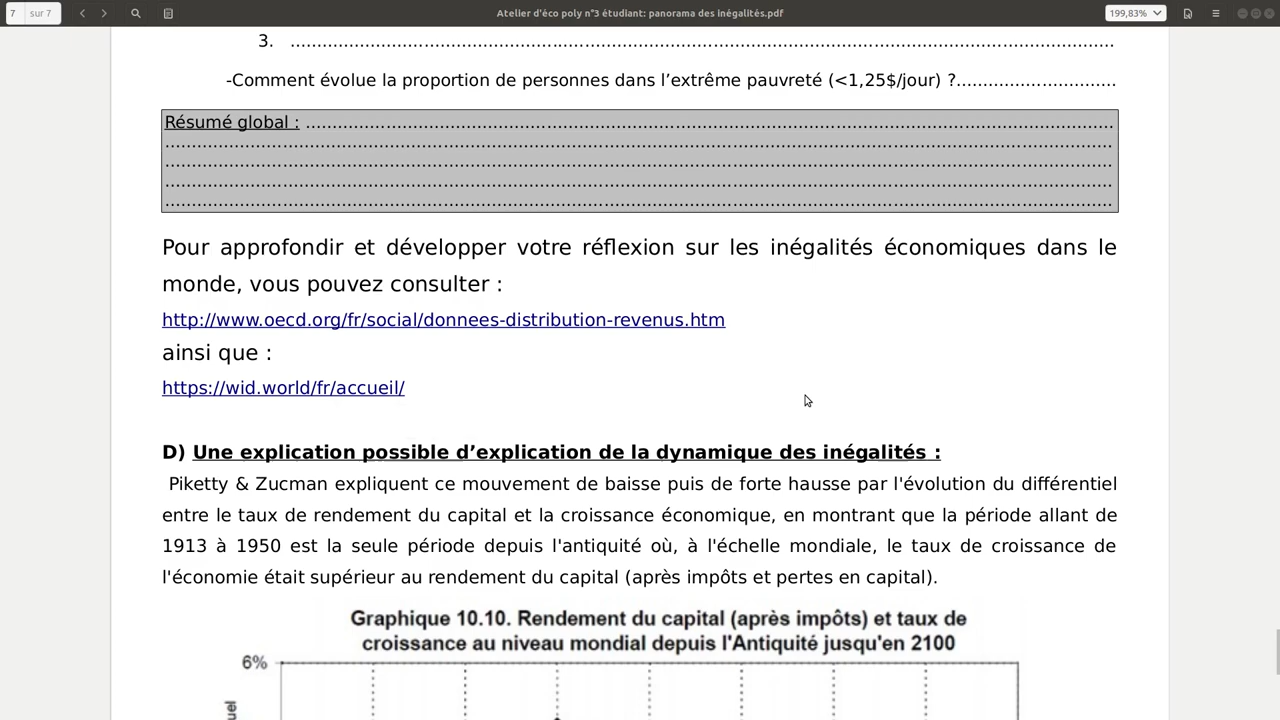 7 sur 7 Atelier d'éco poly n°3 étudiant: panorama des inégalités.pdf 199,83%
3. ................................................................................................................................................
-Comment évolue la proportion de personnes dans l’extrême pauvreté (<1,25$/jour) ?............................
Résumé global : ..............................................................................................................................................
........................................................................................................................................................................
........................................................................................................................................................................
........................................................................................................................................................................
........................................................................................................................................................................
Pour approfondir et développer votre réflexion sur les inégalités économiques dans le
monde, vous pouvez consulter :
http://www.oecd.org/fr/social/donnees-distribution-revenus.htm
ainsi que :
https://wid.world/fr/accueil/
D) Une explication possible d’explication de la dynamique des inégalités :
Piketty & Zucman expliquent ce mouvement de baisse puis de forte hausse par l'évolution du différentiel
entre le taux de rendement du capital et la croissance économique, en montrant que la période allant de
1913 à 1950 est la seule période depuis l'antiquité où, à l'échelle mondiale, le taux de croissance de
l'économie était supérieur au rendement du capital (après impôts et pertes en capital).
Graphique 10.10. Rendement du capital (après impôts) et taux de
croissance au niveau mondial depuis l'Antiquité jusqu'en 2100
6%